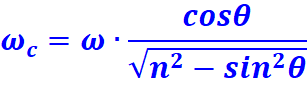 ω_c = ω · cosθ / √(n² − sin²θ)